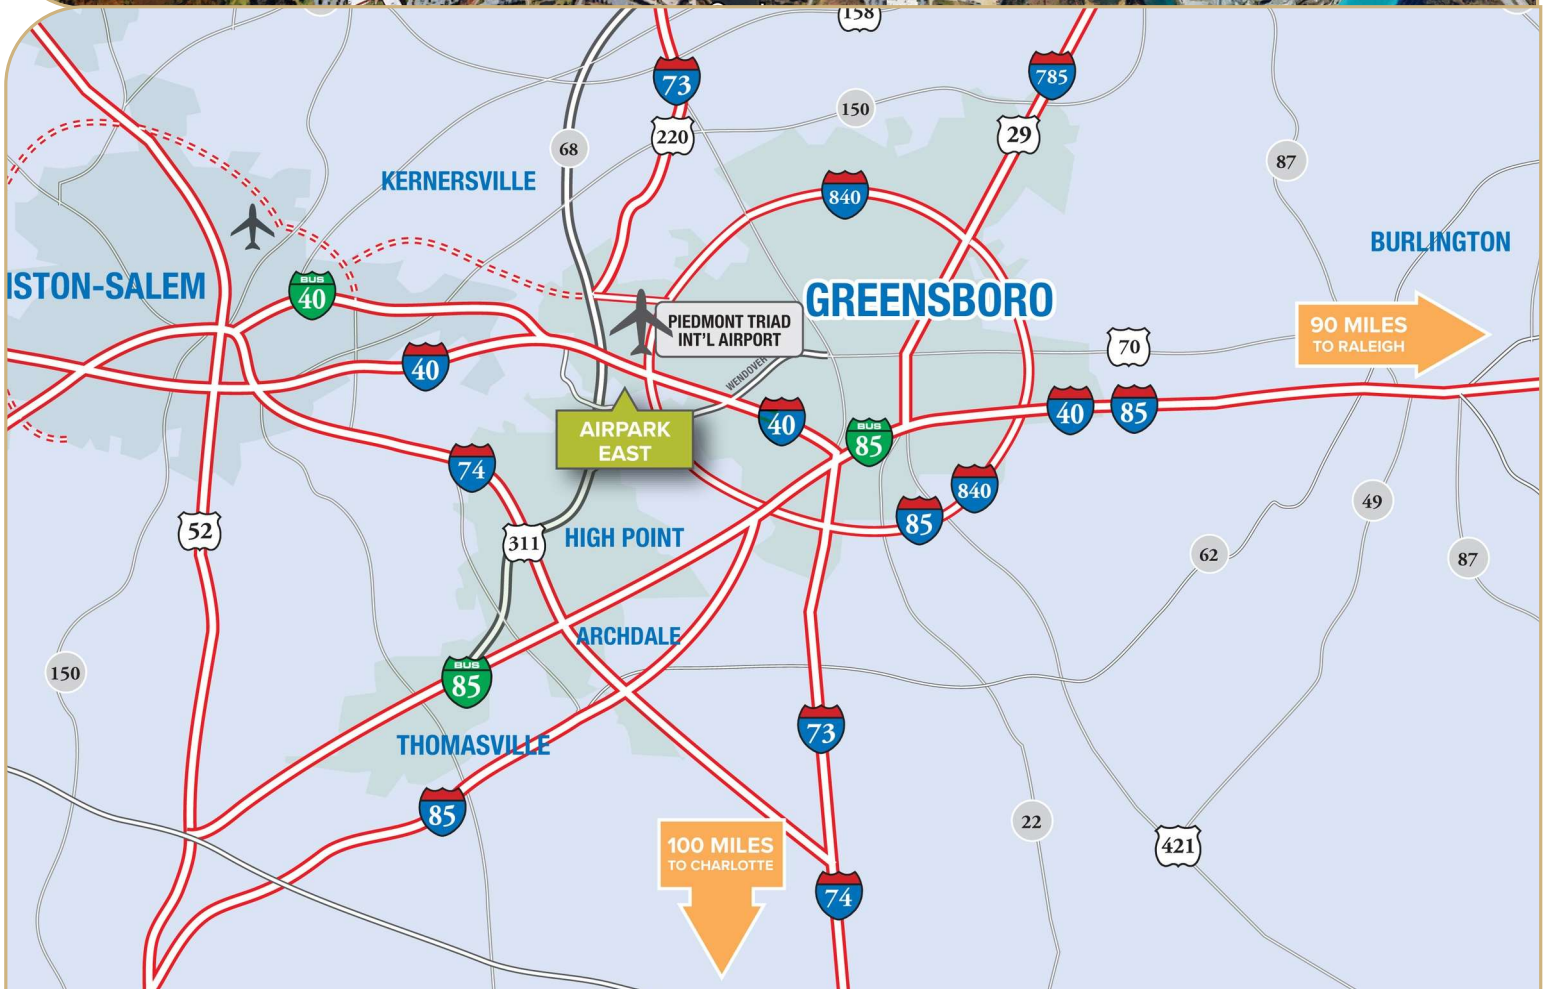 158
73
785
150
220
29
68
87
KERNERSVILLE
840
BURLINGTON
ISTON-SALEM
BUS
40
GREENSBORO
PIEDMONT TRIAD
INT'L AIRPORT
90 MILES
TO RALEIGH
70
WENDOVER
40
40
85
40
AIRPARK
EAST
BUS
85
74
840
49
85
52
311
HIGH POINT
62
87
ARCHDALE
150
BUS
85
73
THOMASVILLE
85
22
100 MILES
TO CHARLOTTE
421
74